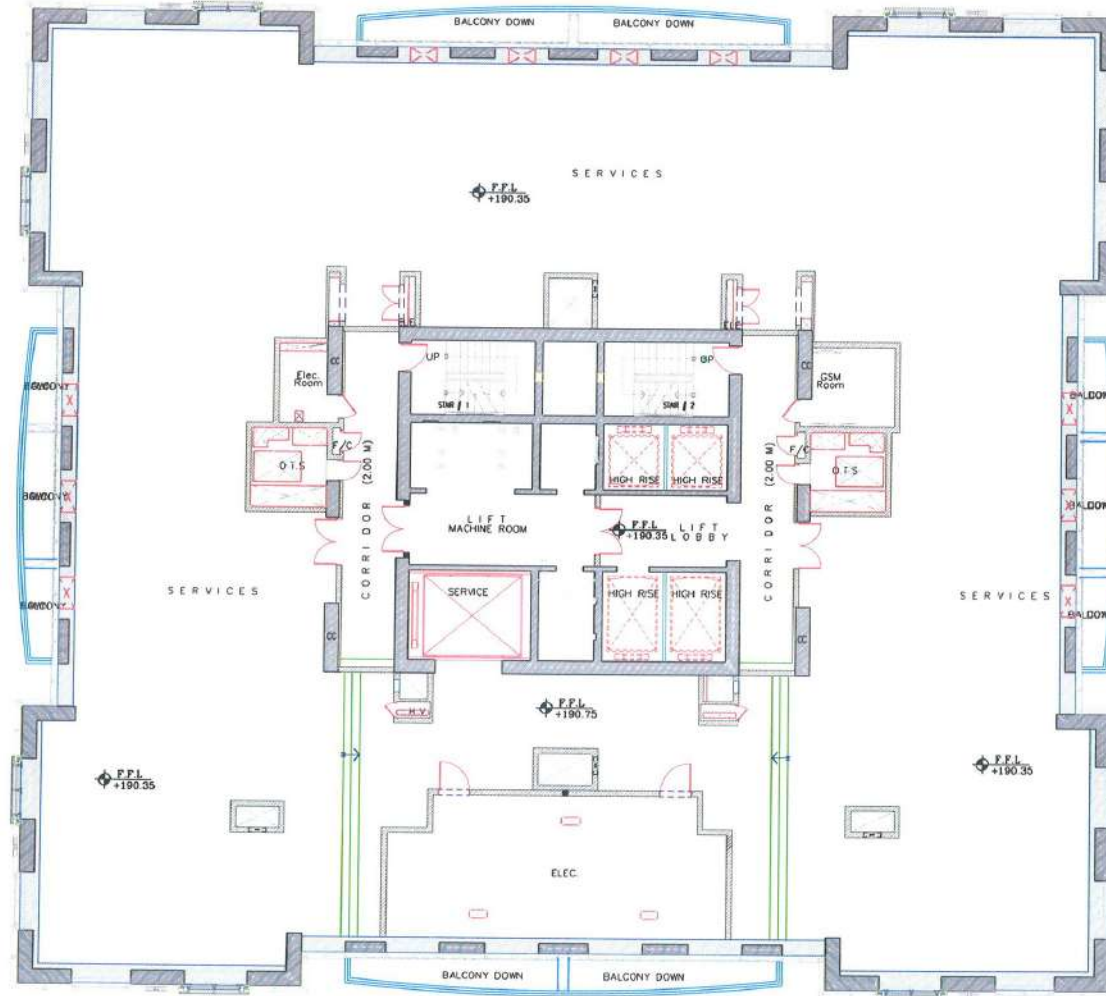 BALCONY DOWN
BALCONY DOWN
SERVICES
F.F.L
+190.35
UP
UP
Elec.
Room
GSM
Room
CC
CC
STAIR / 1
STAIR / 2
F/C
F/C
O.T.S
O.T.S
HIGH RISE
HIGH RISE
CORRIDOR (2.00 M)
CORRIDOR (2.00 M)
LIFT
MACHINE ROOM
F.F.L
+190.35
LIFT
LOBBY
SERVICES
SERVICE
HIGH RISE
HIGH RISE
SERVICES
CC
CC
H.V
F.F.L
+190.75
F.F.L
+190.35
F.F.L
+190.35
ELEC.
BALCONY DOWN
BALCONY DOWN